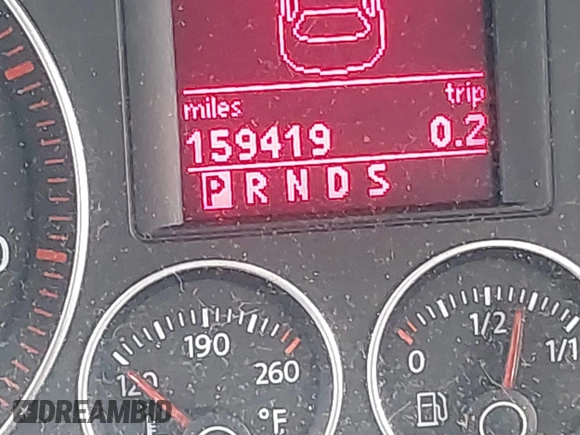 miles trip
159419 0.2
P R N D S
190
120 260
°F
0 1/2 1/1
DREAMBID